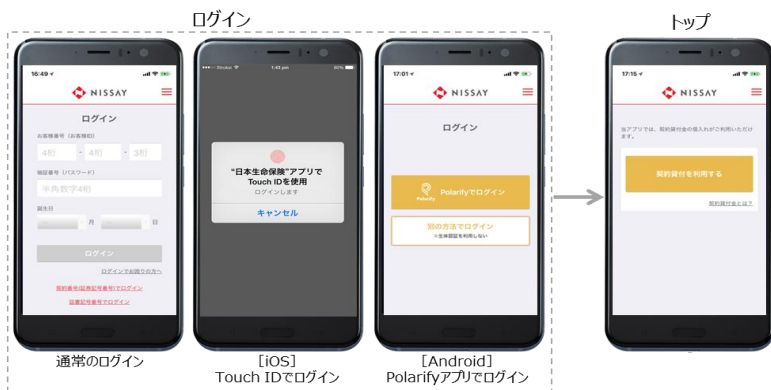 ログイン
トップ
16:49
NISSAY
ログイン
お客様番号（お客様ID）
4桁 - 4桁 - 3桁
暗証番号（パスワード）
半角数字4桁
誕生日
月 日
ログイン
ログインでお困りの方へ
契約番号(証券記号番号)でログイン
証書記号番号でログイン
通常のログイン
1:42 pm
"日本生命保険"アプリで
Touch IDを使用
ログインします
キャンセル
[iOS]
Touch IDでログイン
17:01
NISSAY
ログイン
Polarify
Polarifyでログイン
別の方法でログイン
※生体認証を利用しない
[Android]
Polarifyアプリでログイン
17:15
NISSAY
当アプリでは、契約貸付金の借入れがご利用いただけ
ます。
契約貸付を利用する
契約貸付金とは？